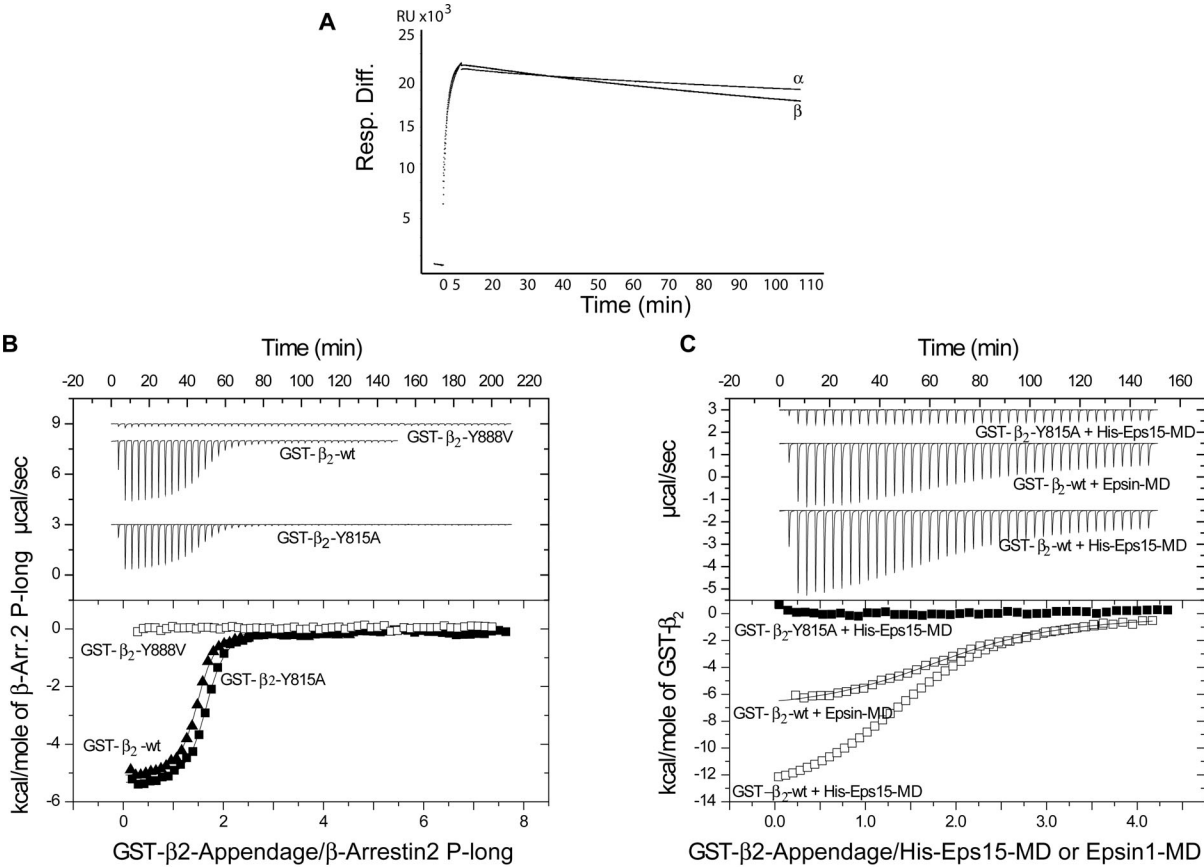 A
RU x10³
25
20
15
10
5
Resp. Diff.
α
β
0 5 20 30 40 50 60 70 80 90 100 110
Time (min)
B
Time (min)
-20 0 20 40 60 80 100 120 140 160 180 200 220
9
6
3
0
µcal/sec
GST-β₂-Y888V
GST-β₂-wt
GST-β₂-Y815A
0
-2
-4
-6
kcal/mole of β-Arr.2 P-long
GST-β₂-Y888V
GST-β2-Y815A
GST-β₂-wt
0 2 4 6 8
GST-β2-Appendage/β-Arrestin2 P-long
C
Time (min)
-20 0 20 40 60 80 100 120 140 160
3
2
1
0
-1
-2
-3
-4
-5
µcal/sec
GST-β₂-Y815A + His-Eps15-MD
GST-β₂-wt + Epsin-MD
GST-β₂-wt + His-Eps15-MD
0
-2
-4
-6
-8
-10
-12
-14
kcal/mole of GST-β₂
GST-β₂-Y815A + His-Eps15-MD
GST-β₂-wt + Epsin-MD
GST-β₂-wt + His-Eps15-MD
0.0 1.0 2.0 3.0 4.0
GST-β2-Appendage/His-Eps15-MD or Epsin1-MD